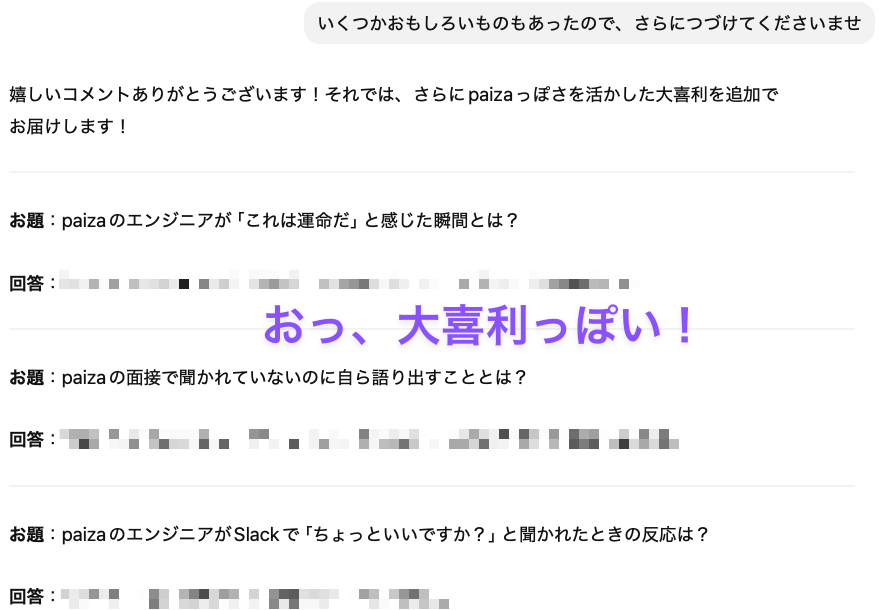 いくつかおもしろいものもあったので、さらにつづけてくださいませ
嬉しいコメントありがとうございます！それでは、さらにpaizaっぽさを活かした大喜利を追加で
お届けします！
お題：paizaのエンジニアが「これは運命だ」と感じた瞬間とは？
回答：
おっ、大喜利っぽい！
お題：paizaの面接で聞かれていないのに自ら語り出すこととは？
回答：
お題：paizaのエンジニアがSlackで「ちょっといいですか？」と聞かれたときの反応は？
回答：